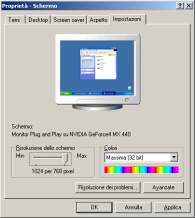 Proprietà - Schermo
Temi Desktop Screen saver Aspetto Impostazioni
Schermo:
Monitor Plug and Play su NVIDIA GeForce4 MX 440
Risoluzione dello schermo
Min Max
1024 per 768 pixel
Colori
Massima (32 bit)
Risoluzione dei problemi... Avanzate
OK Annulla Applica